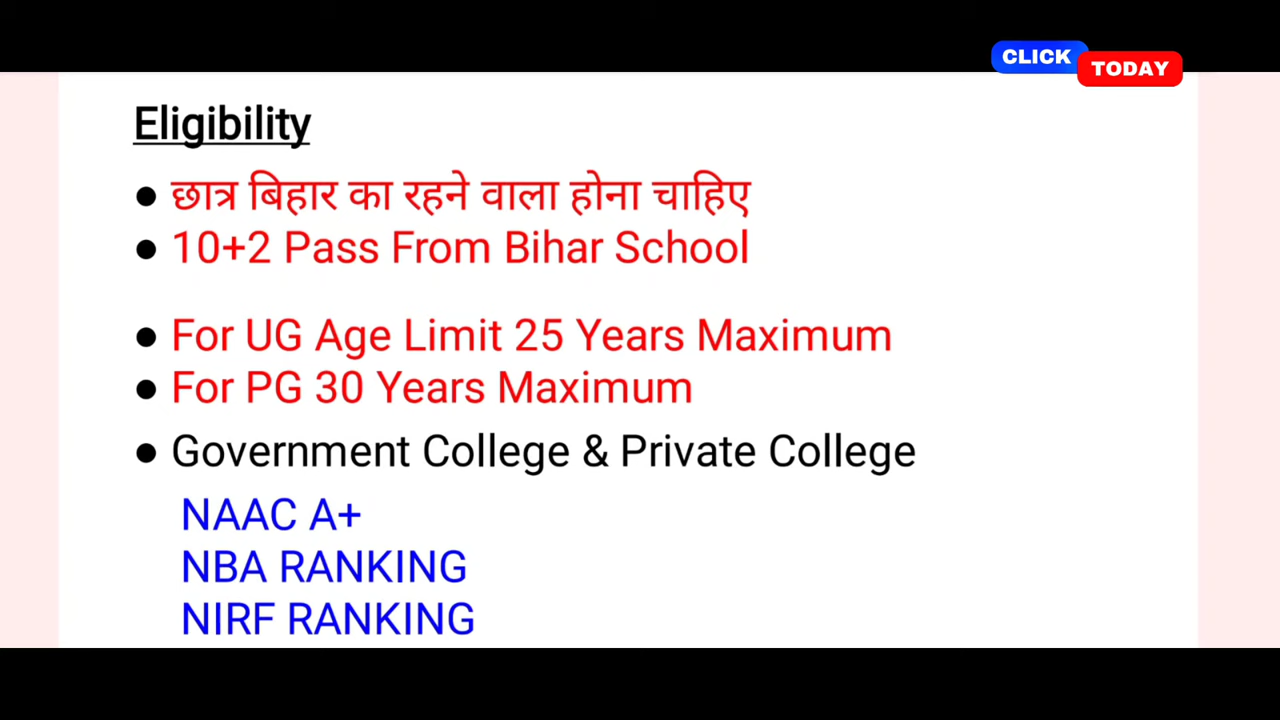 CLICK
TODAY
Eligibility
● छात्र बिहार का रहने वाला होना चाहिए
● 10+2 Pass From Bihar School
● For UG Age Limit 25 Years Maximum
● For PG 30 Years Maximum
● Government College & Private College
NAAC A+
NBA RANKING
NIRF RANKING